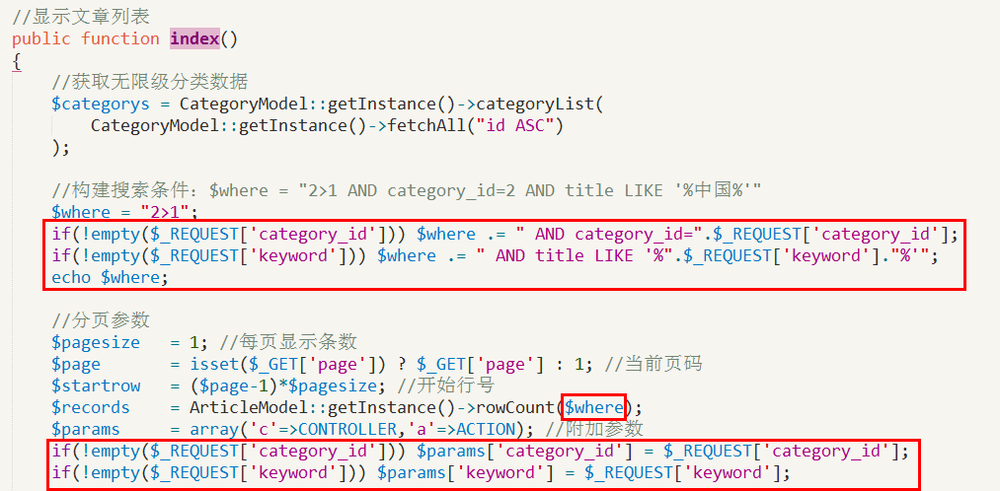 //显示文章列表
public function index()
{
//获取无限级分类数据
$categorys = CategoryModel::getInstance()->categoryList(
CategoryModel::getInstance()->fetchAll("id ASC")
);
//构建搜索条件：$where = "2>1 AND category_id=2 AND title LIKE '%中国%'"
$where = "2>1";
if(!empty($_REQUEST['category_id'])) $where .= " AND category_id=".$_REQUEST['category_id'];
if(!empty($_REQUEST['keyword'])) $where .= " AND title LIKE '%".$_REQUEST['keyword']."%'";
echo $where;
//分页参数
$pagesize = 1; //每页显示条数
$page = isset($_GET['page']) ? $_GET['page'] : 1; //当前页码
$startrow = ($page-1)*$pagesize; //开始行号
$records = ArticleModel::getInstance()->rowCount($where);
$params = array('c'=>CONTROLLER,'a'=>ACTION); //附加参数
if(!empty($_REQUEST['category_id'])) $params['category_id'] = $_REQUEST['category_id'];
if(!empty($_REQUEST['keyword'])) $params['keyword'] = $_REQUEST['keyword'];